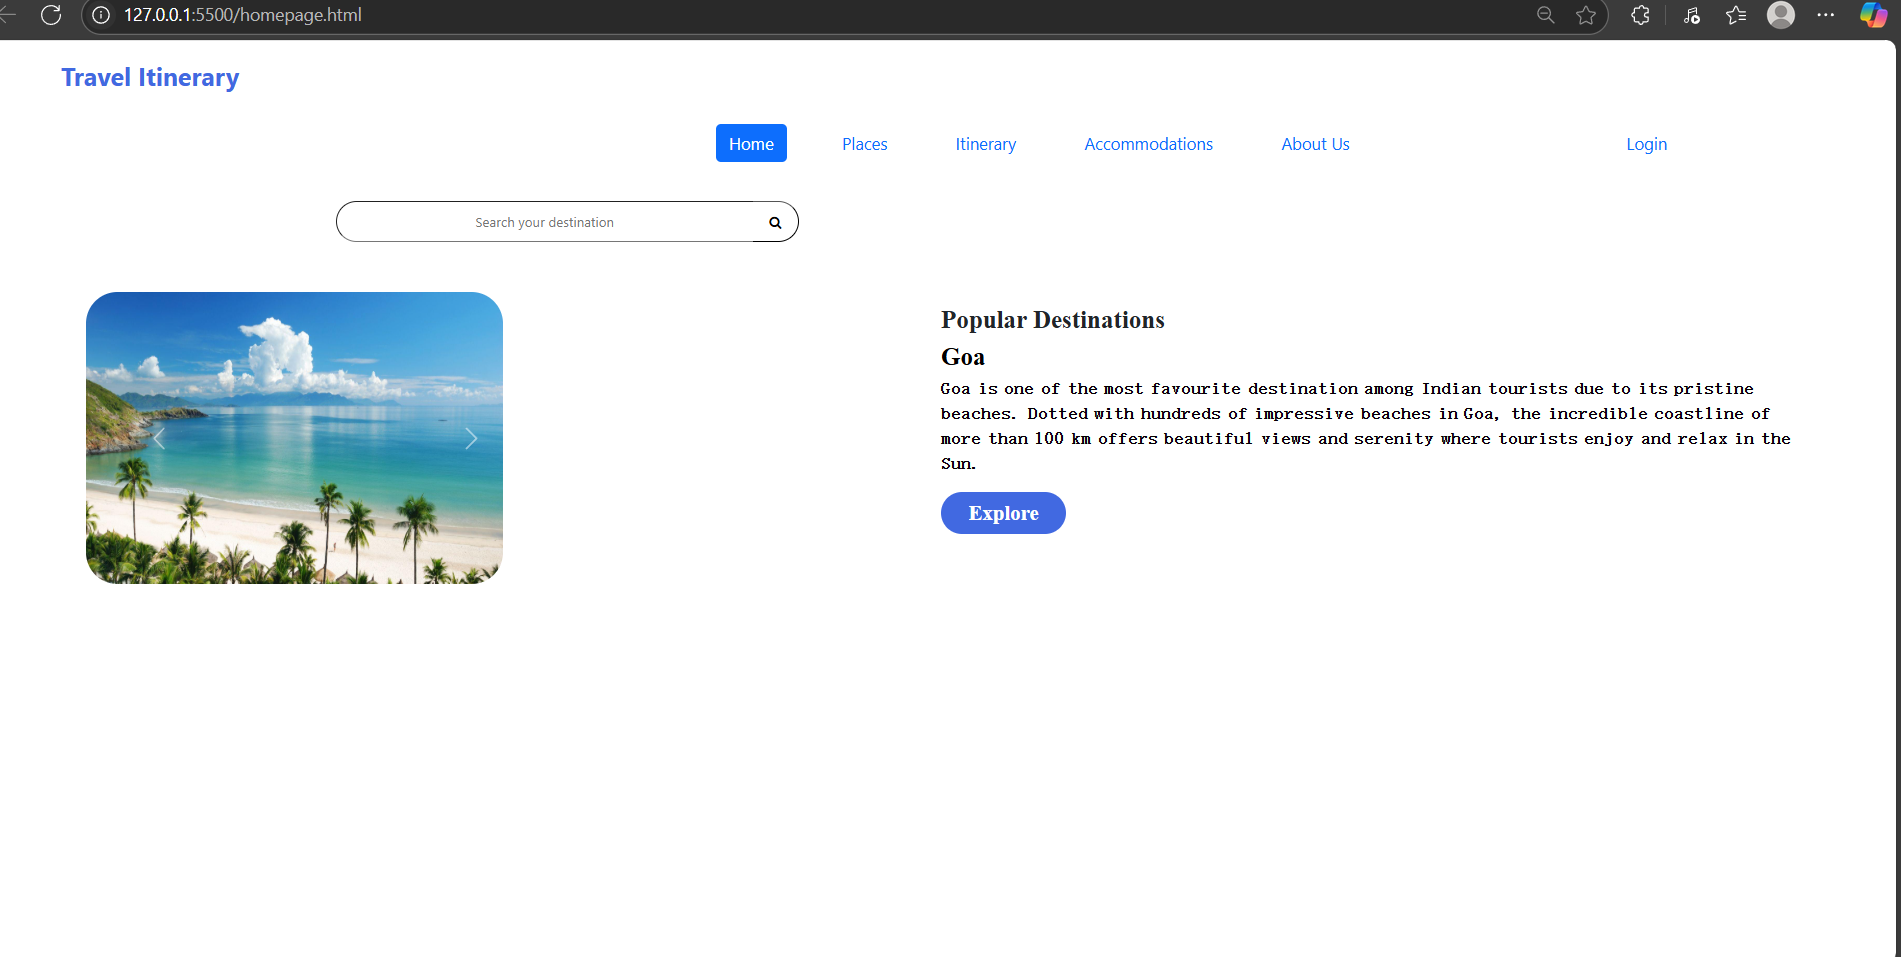 127.0.0.1:5500/homepage.html
Travel Itinerary
Home Places Itinerary Accommodations About Us Login
Search your destination
Popular Destinations
Goa
Goa is one of the most favourite destination among Indian tourists due to its pristine
beaches. Dotted with hundreds of impressive beaches in Goa, the incredible coastline of
more than 100 km offers beautiful views and serenity where tourists enjoy and relax in the
Sun.
Explore